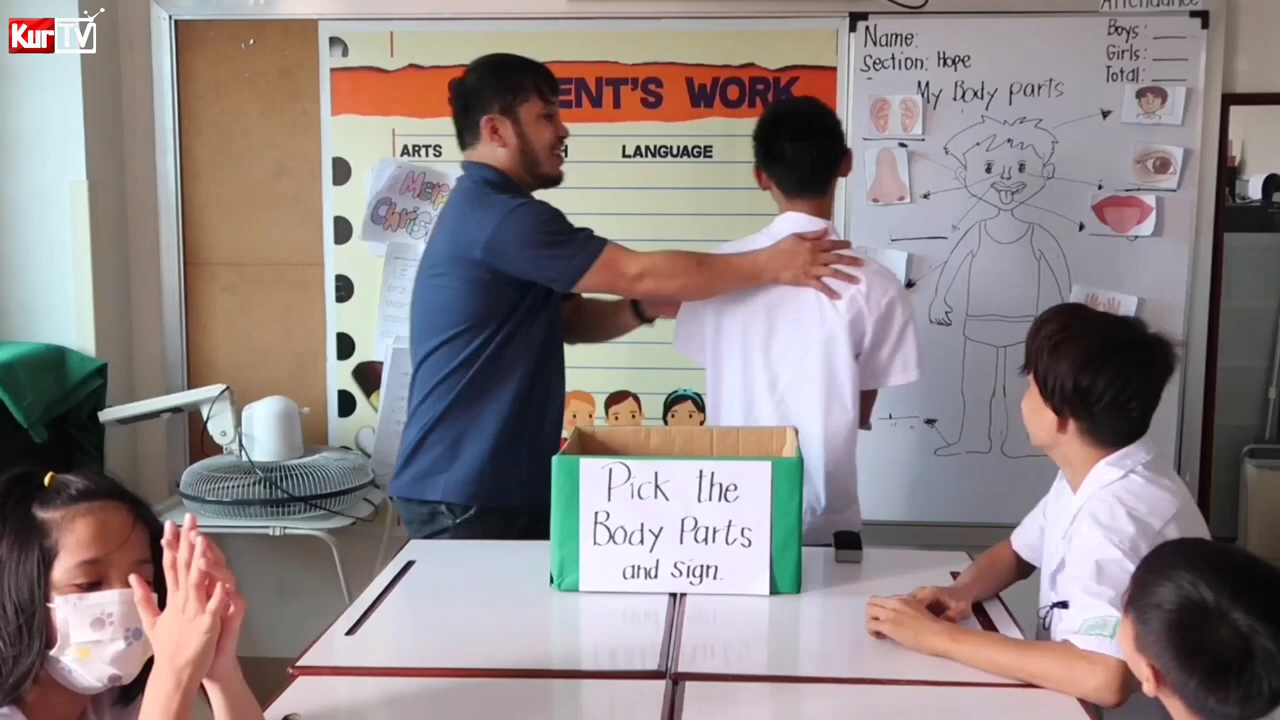 KurTV
ENT'S WORK
ARTS
LANGUAGE
Attendance
Name:
Section: Hope
Boys:
Girls:
Total:
My Body parts
Pick the
Body Parts
and sign.